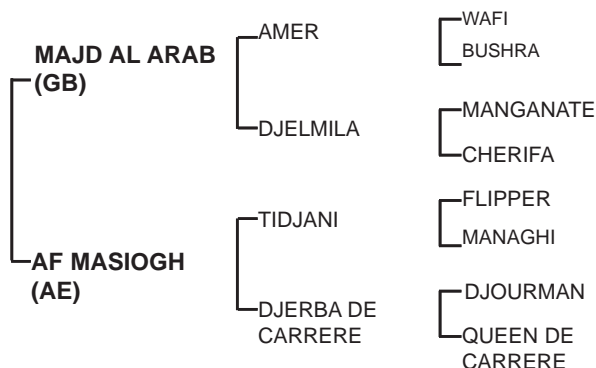 MAJD AL ARAB
(GB)
AF MASIOGH
(AE)
AMER
DJELMILA
TIDJANI
DJERBA DE
CARRERE
WAFI
BUSHRA
MANGANATE
CHERIFA
FLIPPER
MANAGHI
DJOURMAN
QUEEN DE
CARRERE